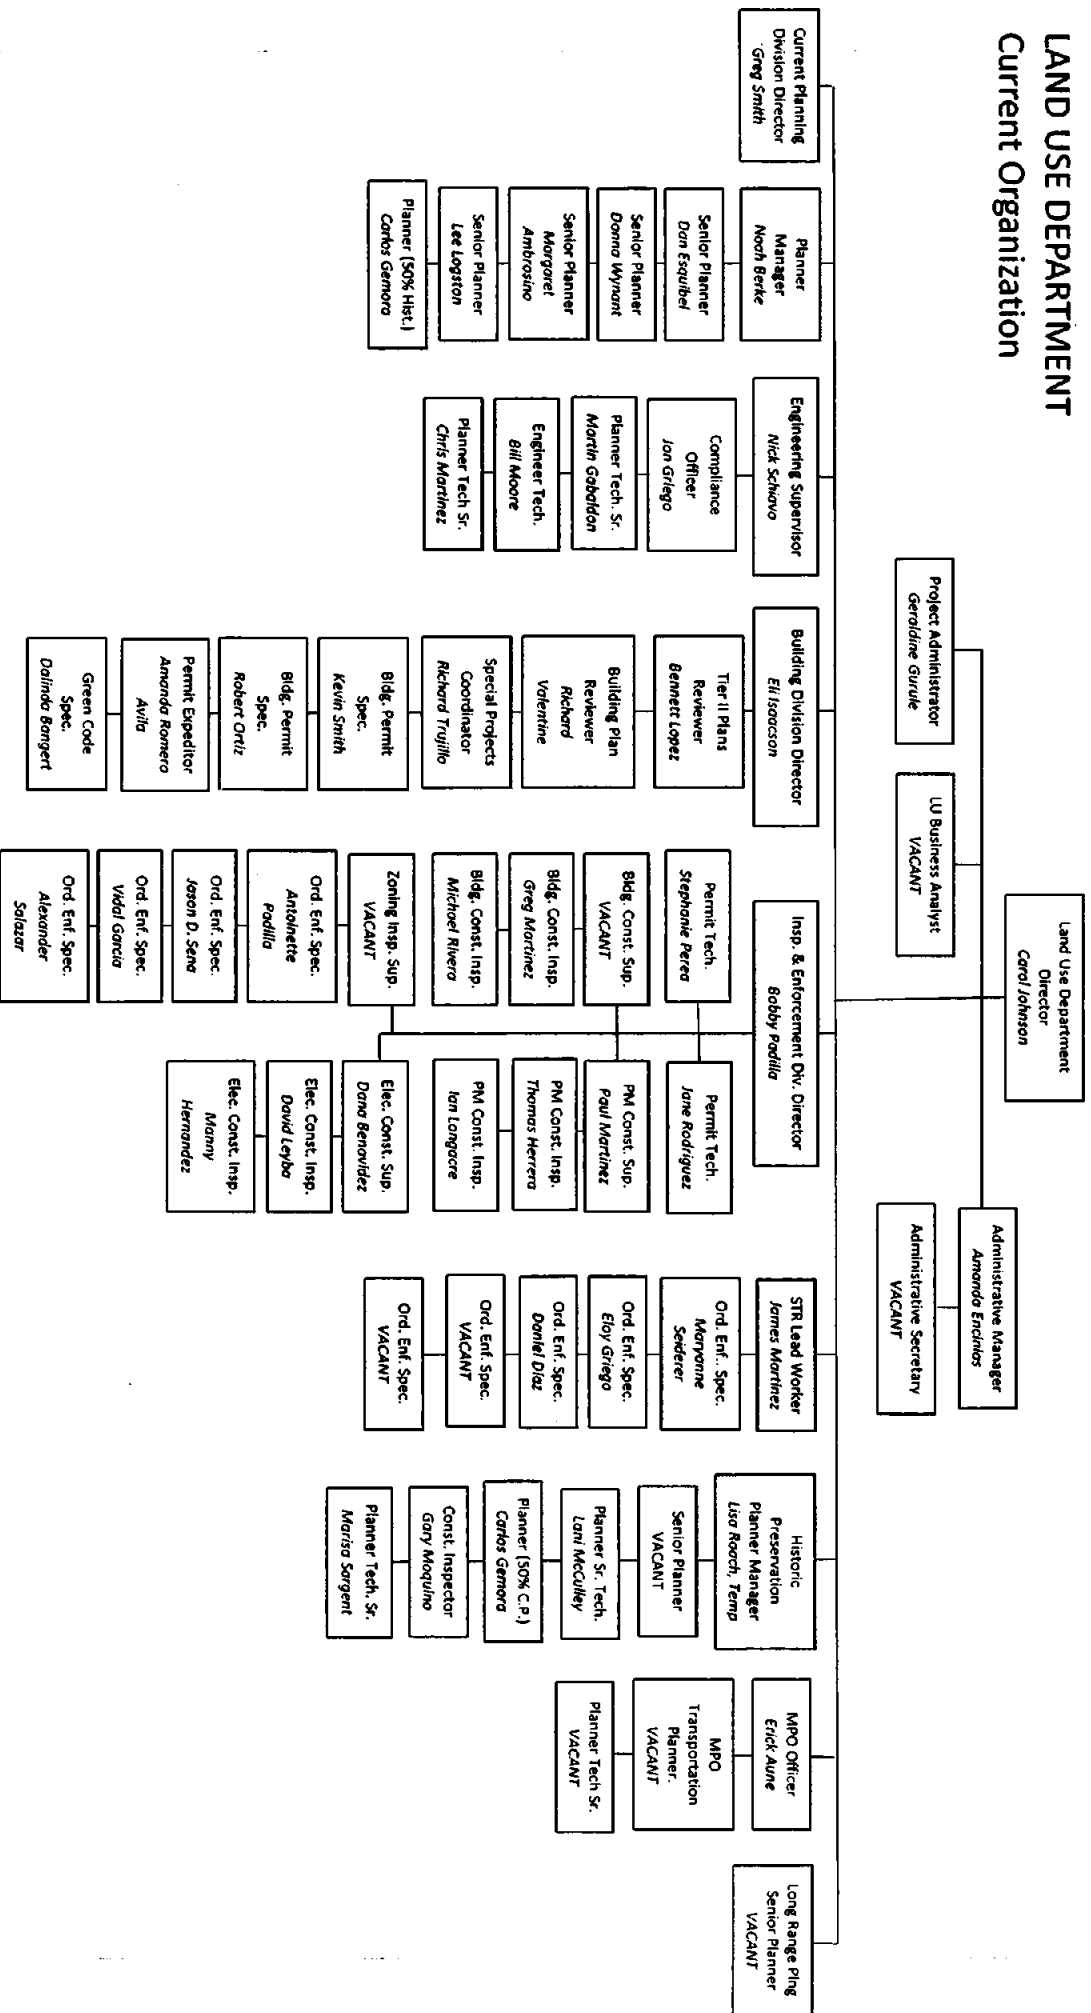 LAND USE DEPARTMENT
Current Organization
Land Use Department
Director
Carol Johnson
Project Administrator
Geraldine Gurule
LU Business Analyst
VACANT
Administrative Manager
Amanda Encinias
Administrative Secretary
VACANT
Current Planning
Division Director
Greg Smith
Planner
Manager
Noah Berke
Senior Planner
Dan Esquibel
Senior Planner
Donna Wynant
Senior Planner
Margaret
Ambrosino
Senior Planner
Lee Logston
Planner (50% Hist.)
Carlos Gemora
Engineering Supervisor
Nick Schiavo
Compliance
Officer
Jon Griego
Planner Tech. Sr.
Martin Gabaldon
Engineer Tech.
Bill Moore
Planner Tech Sr.
Chris Martinez
Building Division Director
Eli Isaacson
Tier II Plans
Reviewer
Bennett Lopez
Building Plan
Reviewer
Richard
Valentine
Special Projects
Coordinator
Richard Trujillo
Bldg. Permit
Spec.
Kevin Smith
Bldg. Permit
Spec.
Robert Ortiz
Permit Expeditor
Amanda Romero
Avila
Green Code
Spec.
Dalinda Bangert
Insp. & Enforcement Div. Director
Bobby Padilla
Permit Tech.
Stephanie Perea
Permit Tech.
Jane Rodriguez
Bldg. Const. Sup.
VACANT
Bldg. Const. Insp.
Greg Martinez
Bldg. Const. Insp.
Michael Rivera
Zoning Insp. Sup.
VACANT
Ord. Enf. Spec.
Antoinette
Padilla
Ord. Enf. Spec.
Jason D. Sena
Ord. Enf. Spec.
Vidal Garcia
Ord. Enf. Spec.
Alexander
Salazar
PM Const. Sup.
Paul Martinez
PM Const. Insp.
Thomas Herrera
PM Const. Insp.
Ian Longacre
Elec. Const. Sup.
Dana Benavidez
Elec. Const. Insp.
David Leyba
Elec. Const. Insp.
Manny
Hernandez
STR Lead Worker
James Martinez
Ord. Enf.. Spec.
Maryanne
Seiderer
Ord. Enf. Spec.
Eloy Griego
Ord. Enf. Spec.
Daniel Diaz
Ord. Enf. Spec.
VACANT
Ord. Enf. Spec.
VACANT
Historic
Preservation
Planner Manager
Lisa Roach, Temp
Senior Planner
VACANT
Planner Sr. Tech.
Lani McCulley
Planner (50% C.P.)
Carlos Gemora
Const. Inspector
Gary Moquino
Planner Tech. Sr.
Marisa Sargent
MPO Officer
Erick Aune
MPO
Transportation
Planner.
VACANT
Planner Tech Sr.
VACANT
Long Range Plng
Senior Planner
VACANT